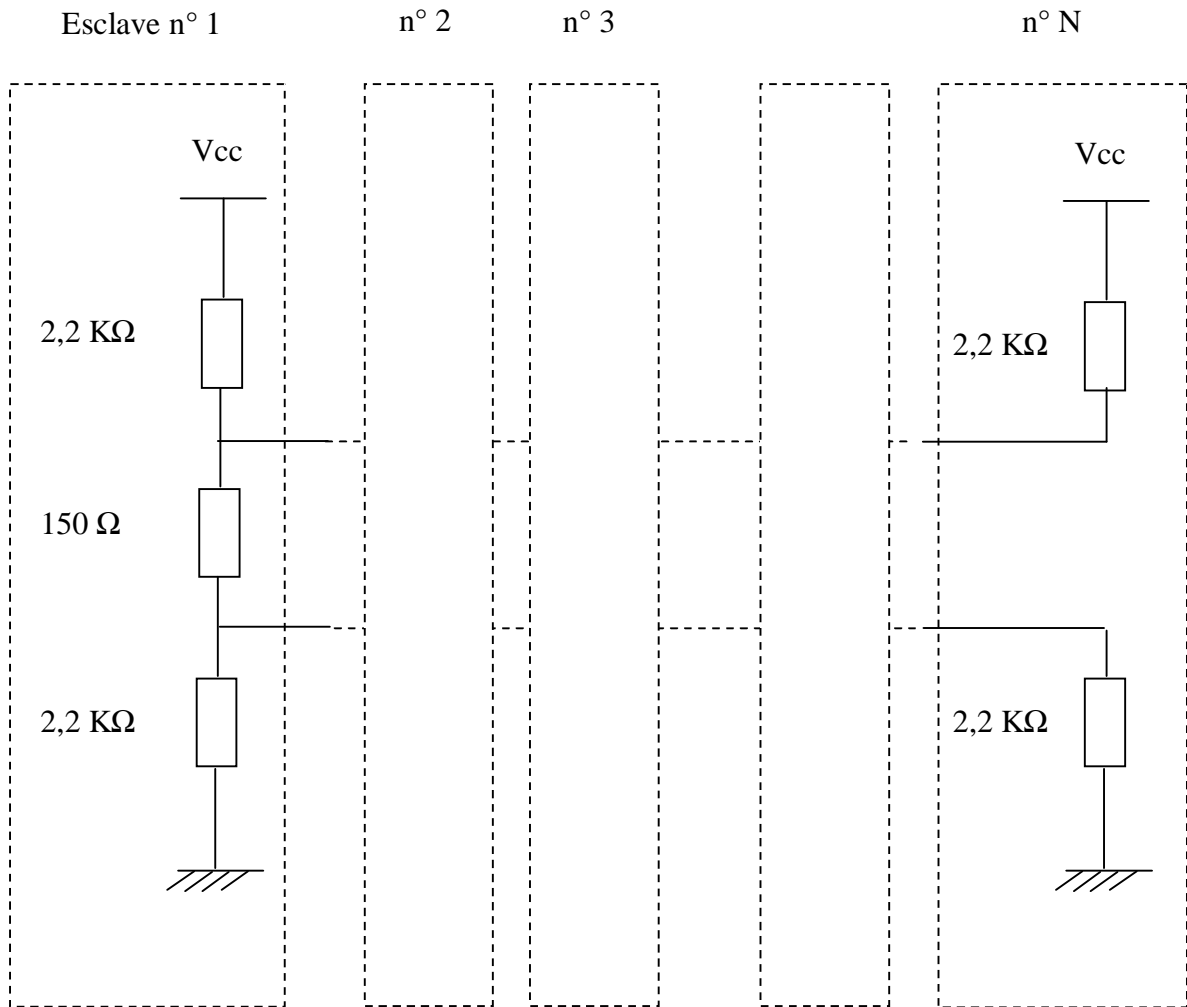 Esclave n° 1 n° 2 n° 3 n° N
Vcc Vcc
2,2 KΩ 2,2 KΩ
150 Ω
2,2 KΩ 2,2 KΩ